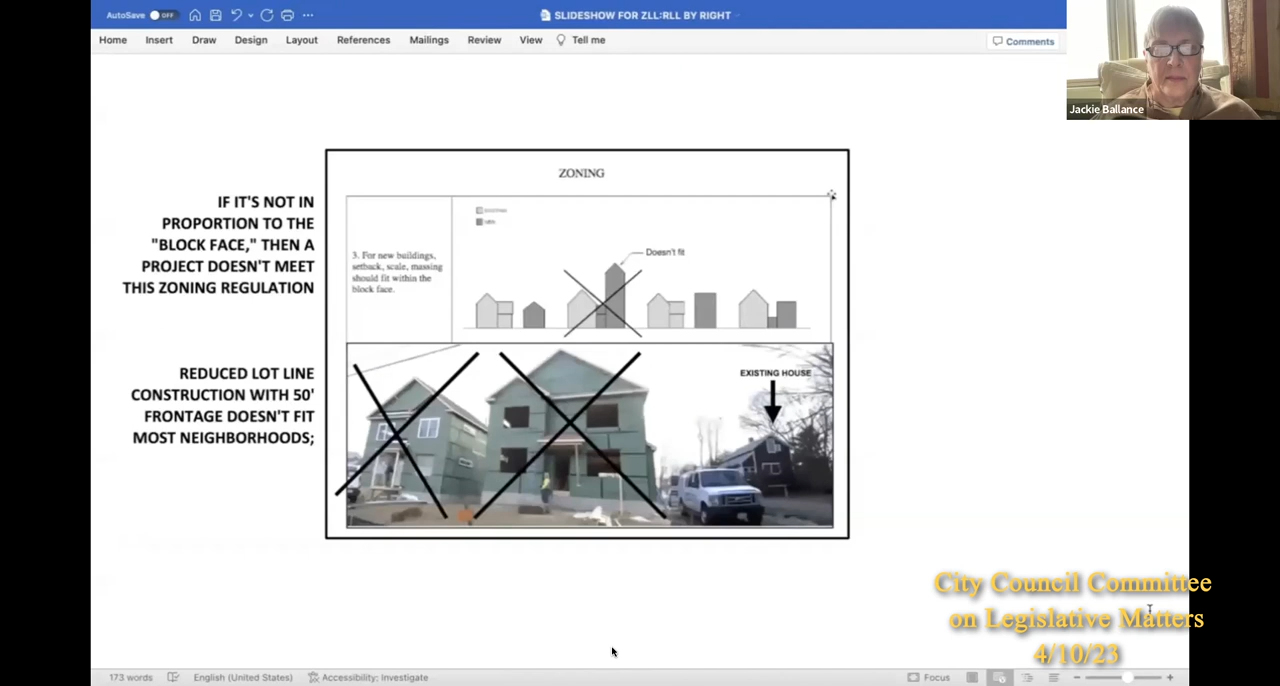 AutoSave OFF
SLIDESHOW FOR ZLL:RLL BY RIGHT
Home Insert Draw Design Layout References Mailings Review View Tell me
Comments
Jackie Ballance
IF IT'S NOT IN
PROPORTION TO THE
"BLOCK FACE," THEN A
PROJECT DOESN'T MEET
THIS ZONING REGULATION
REDUCED LOT LINE
CONSTRUCTION WITH 50'
FRONTAGE DOESN'T FIT
MOST NEIGHBORHOODS;
ZONING
3. For new buildings,
setback, scale, massing
should fit within the
block face.
Doesn't fit
EXISTING HOUSE
City Council Committee
on Legislative Matters
4/10/23
173 words English (United States) Accessibility: Investigate
Focus